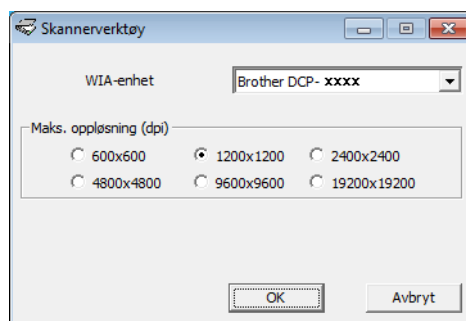 Skannerverktøy
WIA-enhet Brother DCP- xxxx
Maks. oppløsning (dpi)
600x600 1200x1200 2400x2400
4800x4800 9600x9600 19200x19200
OK Avbryt